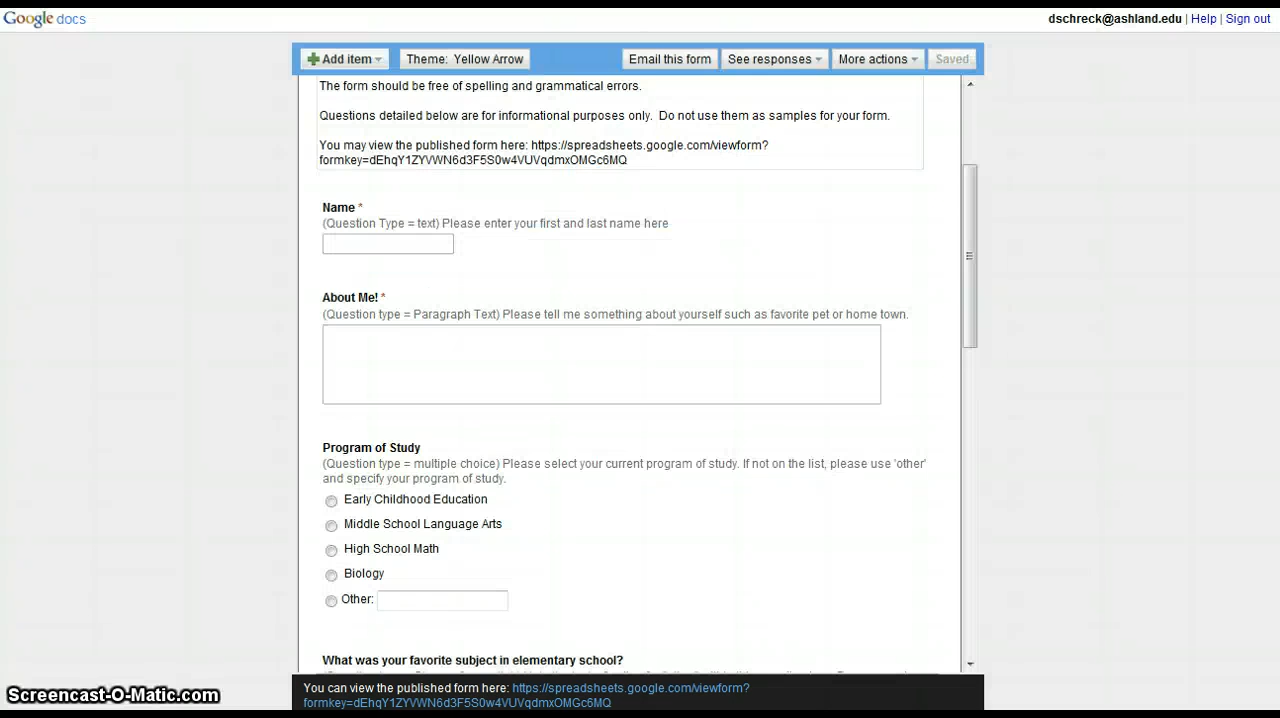 Google docs
dschreck@ashland.edu | Help | Sign out
Add item
Theme: Yellow Arrow
Email this form
See responses
More actions
Saved
The form should be free of spelling and grammatical errors.
Questions detailed below are for informational purposes only. Do not use them as samples for your form.
You may view the published form here: https://spreadsheets.google.com/viewform?
formkey=dEhqY1ZYVWN6d3F5S0w4VUVqdmxOMGc6MQ
Name *
(Question Type = text) Please enter your first and last name here
About Me! *
(Question type = Paragraph Text) Please tell me something about yourself such as favorite pet or home town.
Program of Study
(Question type = multiple choice) Please select your current program of study. If not on the list, please use 'other'
and specify your program of study.
Early Childhood Education
Middle School Language Arts
High School Math
Biology
Other:
What was your favorite subject in elementary school?
You can view the published form here: https://spreadsheets.google.com/viewform?
formkey=dEhqY1ZYVWN6d3F5S0w4VUVqdmxOMGc6MQ
Screencast-O-Matic.com